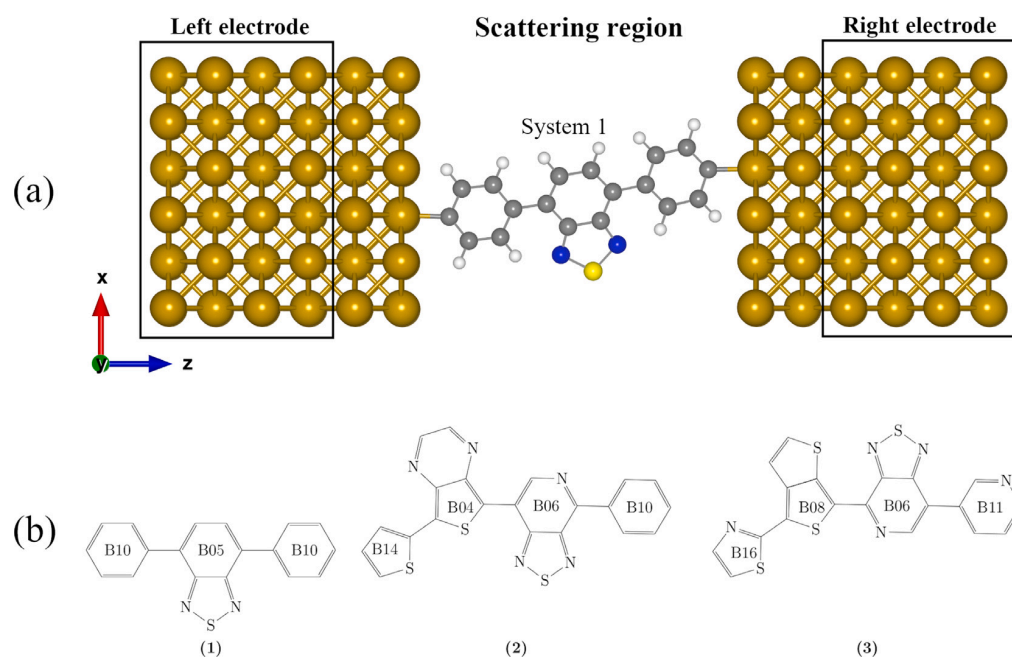 Left electrode
Scattering region
Right electrode
System 1
(a)
x
y
z
(b)
B10
B05
B10
N
N
S
(1)
N
N
B04
S
B14
S
N
B06
B10
N
N
S
(2)
S
N
N
S
B08
S
B06
N
N
B11
N
B16
S
(3)